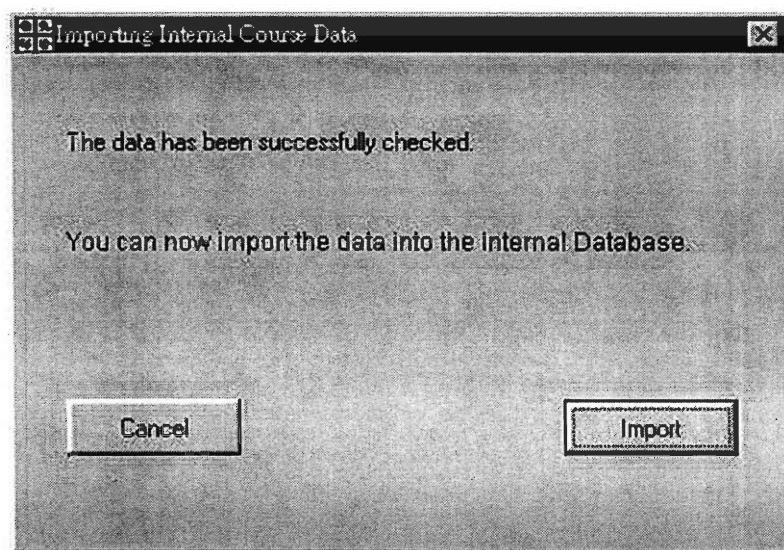 Importing Internal Course Data
The data has been successfully checked.
You can now import the data into the internal Database.
Cancel
Import